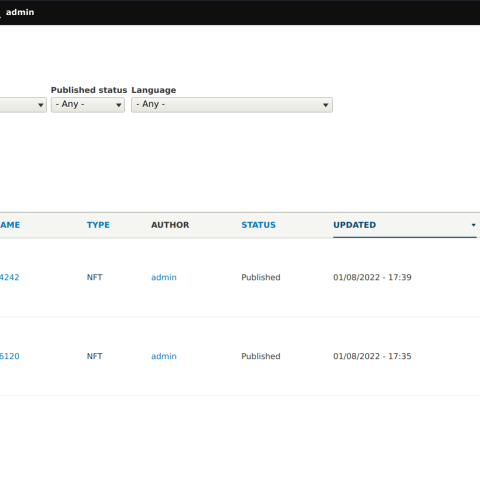 admin
Published status Language
- Any - - Any -
AME TYPE AUTHOR STATUS UPDATED
4242 NFT admin Published 01/08/2022 - 17:39
6120 NFT admin Published 01/08/2022 - 17:35